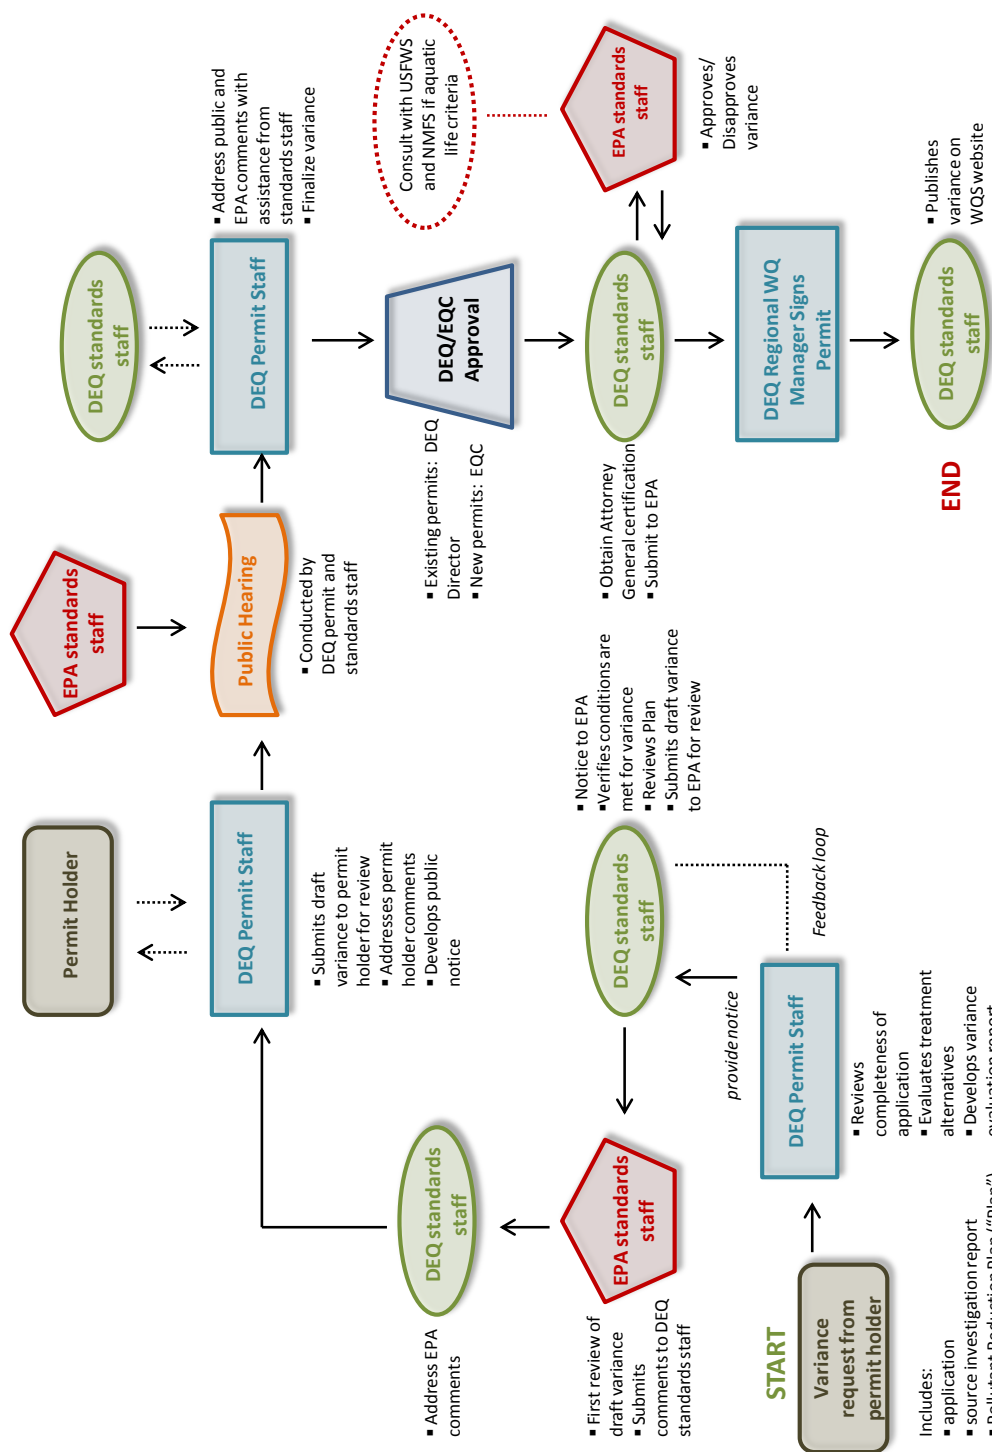 START
Variance
request from
permit holder
Includes:
▪ application
▪ source investigation report
▪ Pollutant Reduction Plan (“Plan”)
DEQ Permit Staff
▪ Reviews
completeness of
application
▪ Evaluates treatment
alternatives
▪ Develops variance
evaluation report
provide notice
Feedback loop
DEQ standards
staff
▪ Notice to EPA
▪Verifies conditions are
met for variance
▪ Reviews Plan
▪ Submits draft variance
to EPA for review
EPA standards
staff
▪ First review of
draft variance
▪ Submits
comments to DEQ
standards staff
DEQ standards
staff
▪ Address EPA
comments
DEQ Permit Staff
▪ Submits draft
variance to permit
holder for review
▪ Addresses permit
holder comments
▪ Develops public
notice
Permit Holder
Public Hearing
▪ Conducted by
DEQ permit and
standards staff
EPA standards
staff
DEQ Permit Staff
▪ Address public and
EPA comments with
assistance from
standards staff
▪ Finalize variance
DEQ standards
staff
DEQ/EQC
Approval
▪ Existing permits: DEQ
Director
▪ New permits: EQC
DEQ standards
staff
▪ Obtain Attorney
General certification
▪ Submit to EPA
EPA standards
staff
▪ Approves/
Disapproves
variance
Consult with USFWS
and NMFS if aquatic
life criteria
DEQ Regional WQ
Manager Signs
Permit
DEQ standards
staff
▪ Publishes
variance on
WQS website
END